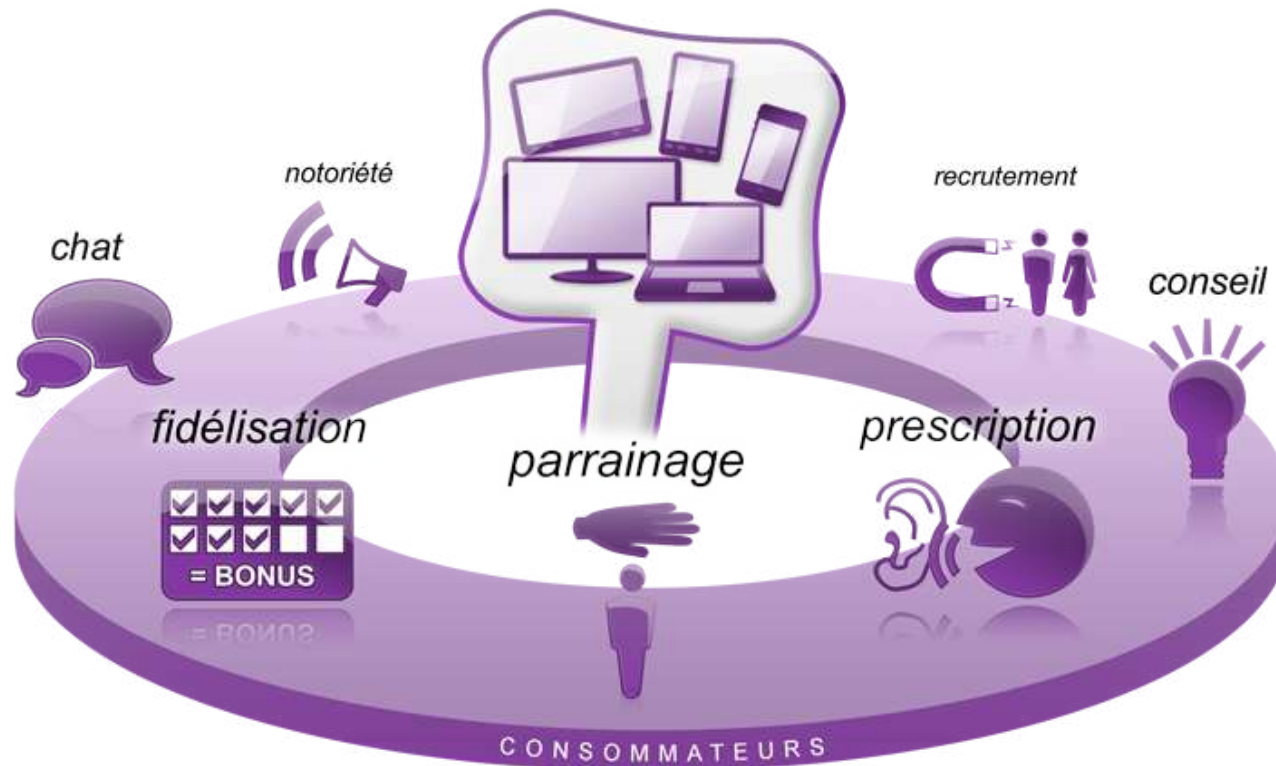 notoriété
recrutement
chat
conseil
fidélisation
prescription
parrainage
= BONUS
CONSOMMATEURS